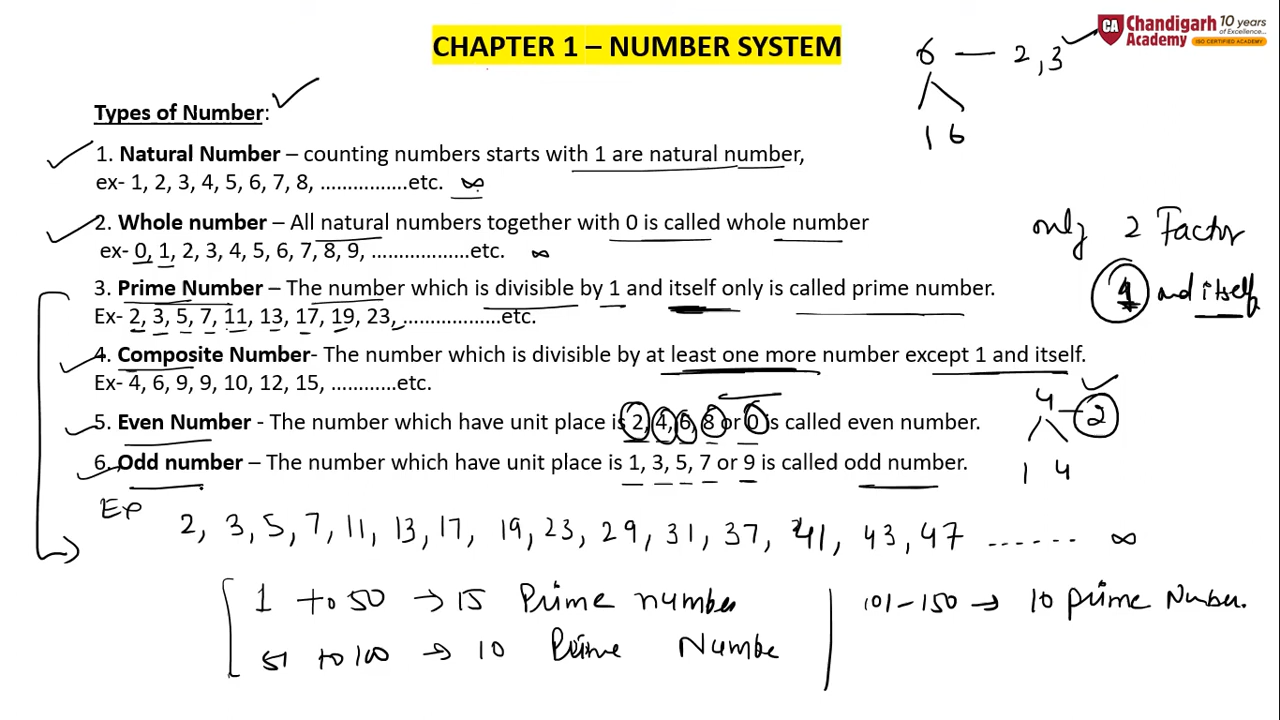 CHAPTER 1 – NUMBER SYSTEM
CA Chandigarh Academy 10 years of Excellence...
ISO CERTIFIED ACADEMY
6 — 2,3
1 6
Types of Number:
1. Natural Number – counting numbers starts with 1 are natural number,
ex- 1, 2, 3, 4, 5, 6, 7, 8, ................etc. ∞
2. Whole number – All natural numbers together with 0 is called whole number
ex- 0, 1, 2, 3, 4, 5, 6, 7, 8, 9, ..................etc. ∞
only 2 Factor
1 and itself
3. Prime Number – The number which is divisible by 1 and itself only is called prime number.
Ex- 2, 3, 5, 7, 11, 13, 17, 19, 23, ....................etc.
4. Composite Number- The number which is divisible by at least one more number except 1 and itself.
Ex- 4, 6, 9, 9, 10, 12, 15, ............etc.
4 — 2
1 4
5. Even Number - The number which have unit place is 2, 4, 6, 8 or 0 is called even number.
6. Odd number – The number which have unit place is 1, 3, 5, 7 or 9 is called odd number.
Exp
2, 3, 5, 7, 11, 13, 17, 19, 23, 29, 31, 37, 41, 43, 47 ...... ∞
1 to 50 → 15 Prime number
51 to 100 → 10 Prime Numbe
101 - 150 → 10 prime Number.